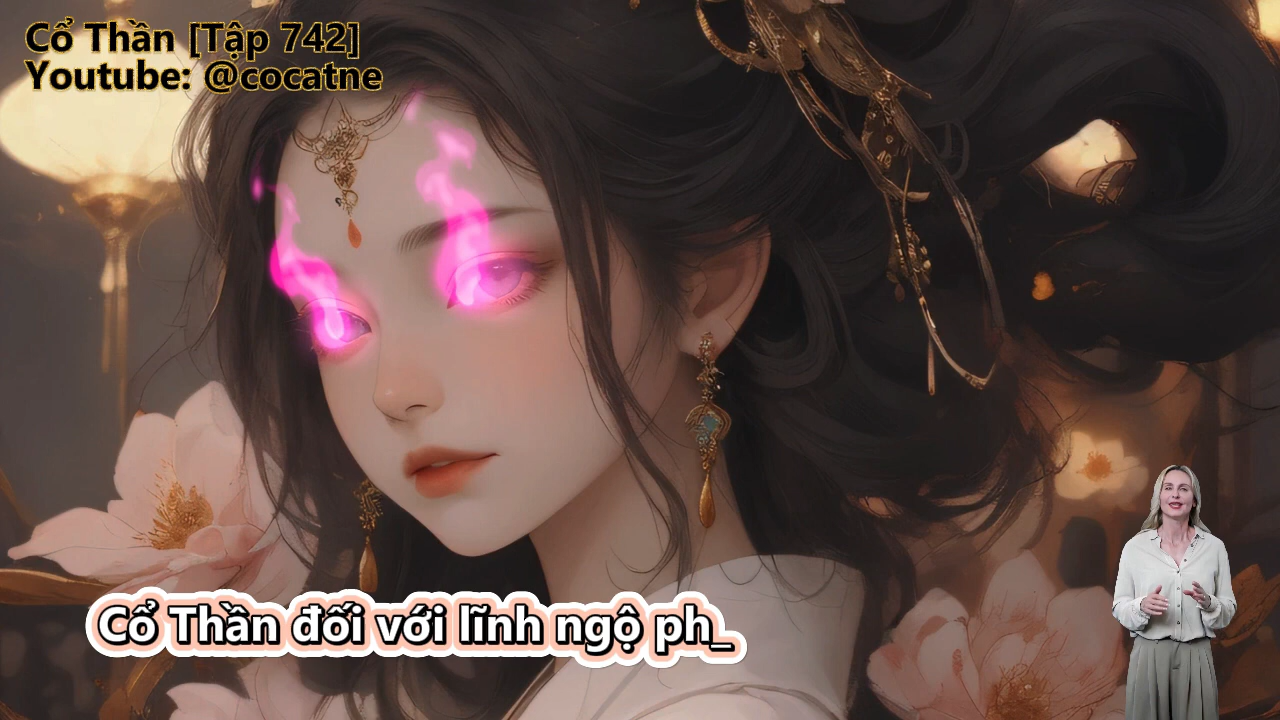 Cổ Thần [Tập 742]
Youtube: @cocatne
Cổ Thần đối với lĩnh ngộ ph_